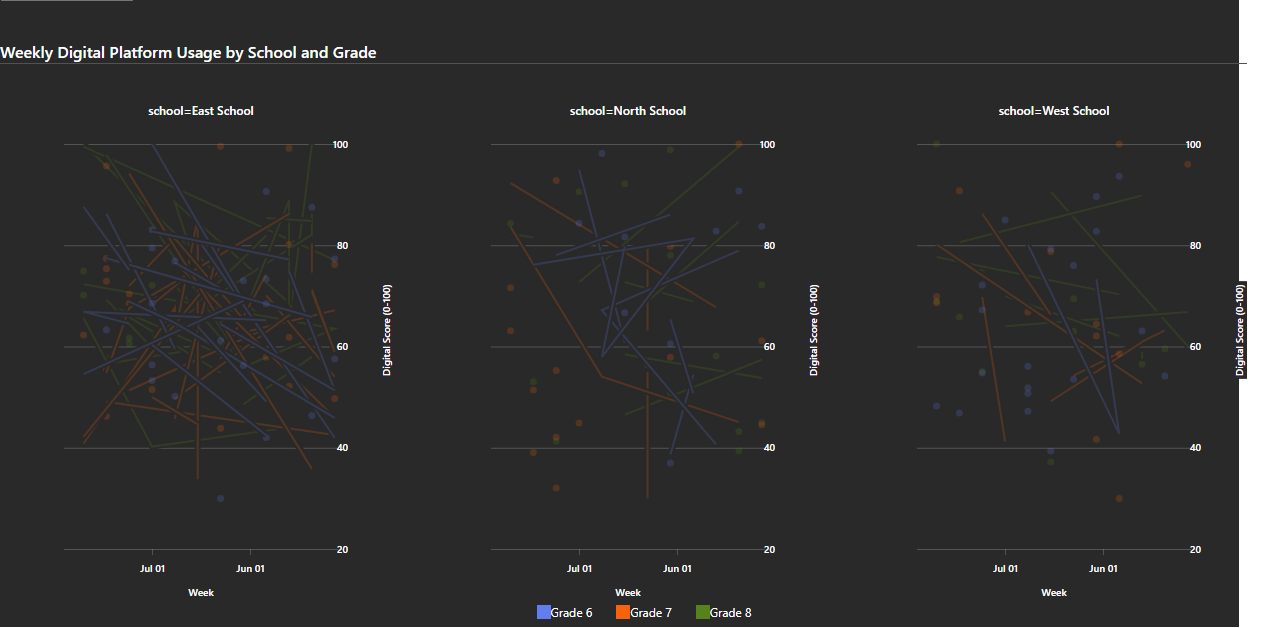 Weekly Digital Platform Usage by School and Grade
school=East School
school=North School
school=West School
100
80
60
40
20
Digital Score (0-100)
Jul 01
Jun 01
Week
100
80
60
40
20
Digital Score (0-100)
Jul 01
Jun 01
Week
100
80
60
40
20
Digital Score (0-100)
Jul 01
Jun 01
Week
Grade 6
Grade 7
Grade 8